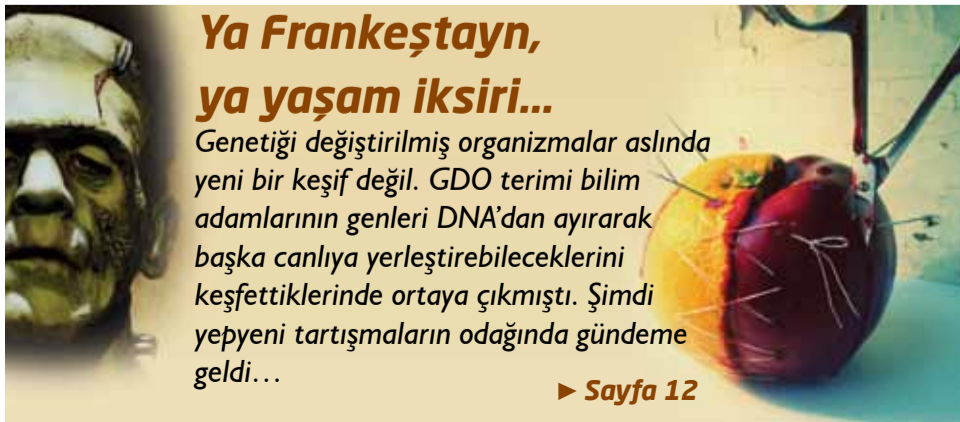 Ya Frankeştayn,
ya yaşam iksiri...
Genetiği değiştirilmiş organizmalar aslında
yeni bir keşif değil. GDO terimi bilim
adamlarının genleri DNA’dan ayırarak
başka canlıya yerleştirebileceklerini
keşfettiklerinde ortaya çıkmıştı. Şimdi
yepyeni tartışmaların odağında gündeme
geldi…
► Sayfa 12